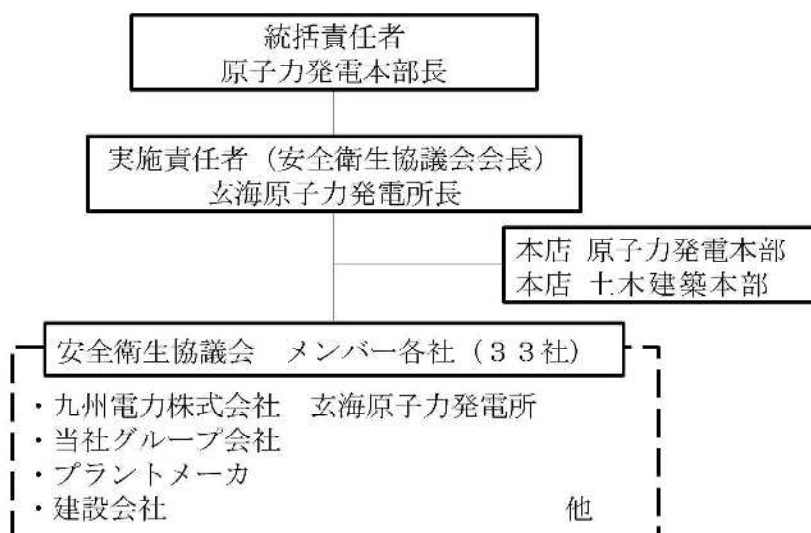 統括責任者
原子力発電本部長
実施責任者（安全衛生協議会会長）
玄海原子力発電所長
本店 原子力発電本部
本店 土木建築本部
安全衛生協議会　メンバー各社（３３社）
・九州電力株式会社　玄海原子力発電所
・当社グループ会社
・プラントメーカ
・建設会社　　　　　　　　　　　　　　他